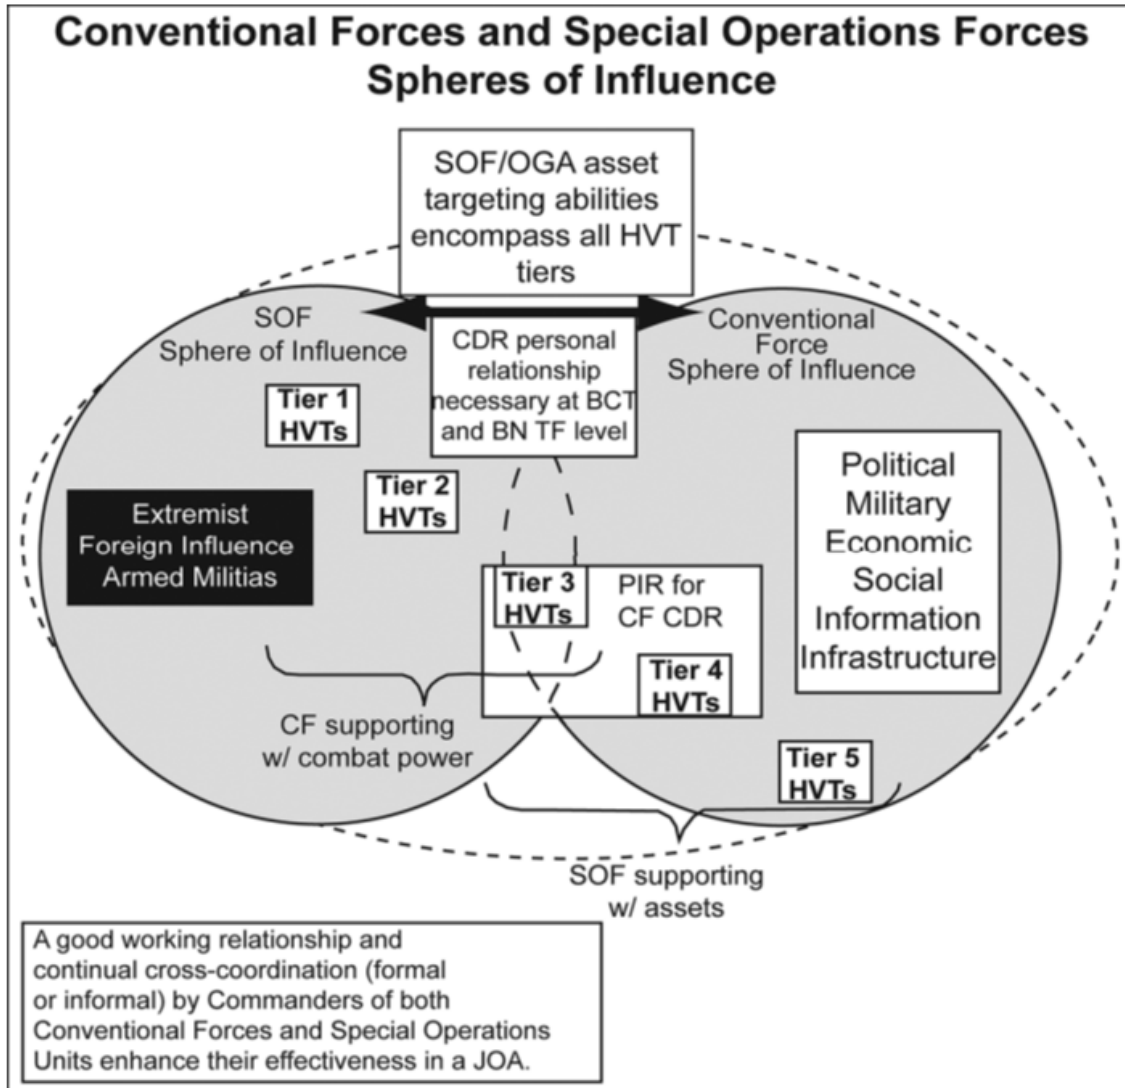 Conventional Forces and Special Operations Forces
Spheres of Influence
SOF/OGA asset
targeting abilities
encompass all HVT
tiers
SOF
Sphere of Influence
CDR personal
relationship
necessary at BCT
and BN TF level
Conventional
Force
Sphere of Influence
Tier 1
HVTs
Tier 2
HVTs
Extremist
Foreign Influence
Armed Militias
Political
Military
Economic
Social
Information
Infrastructure
Tier 3
HVTs
PIR for
CF CDR
Tier 4
HVTs
CF supporting
w/ combat power
Tier 5
HVTs
SOF supporting
w/ assets
A good working relationship and
continual cross-coordination (formal
or informal) by Commanders of both
Conventional Forces and Special Operations
Units enhance their effectiveness in a JOA.